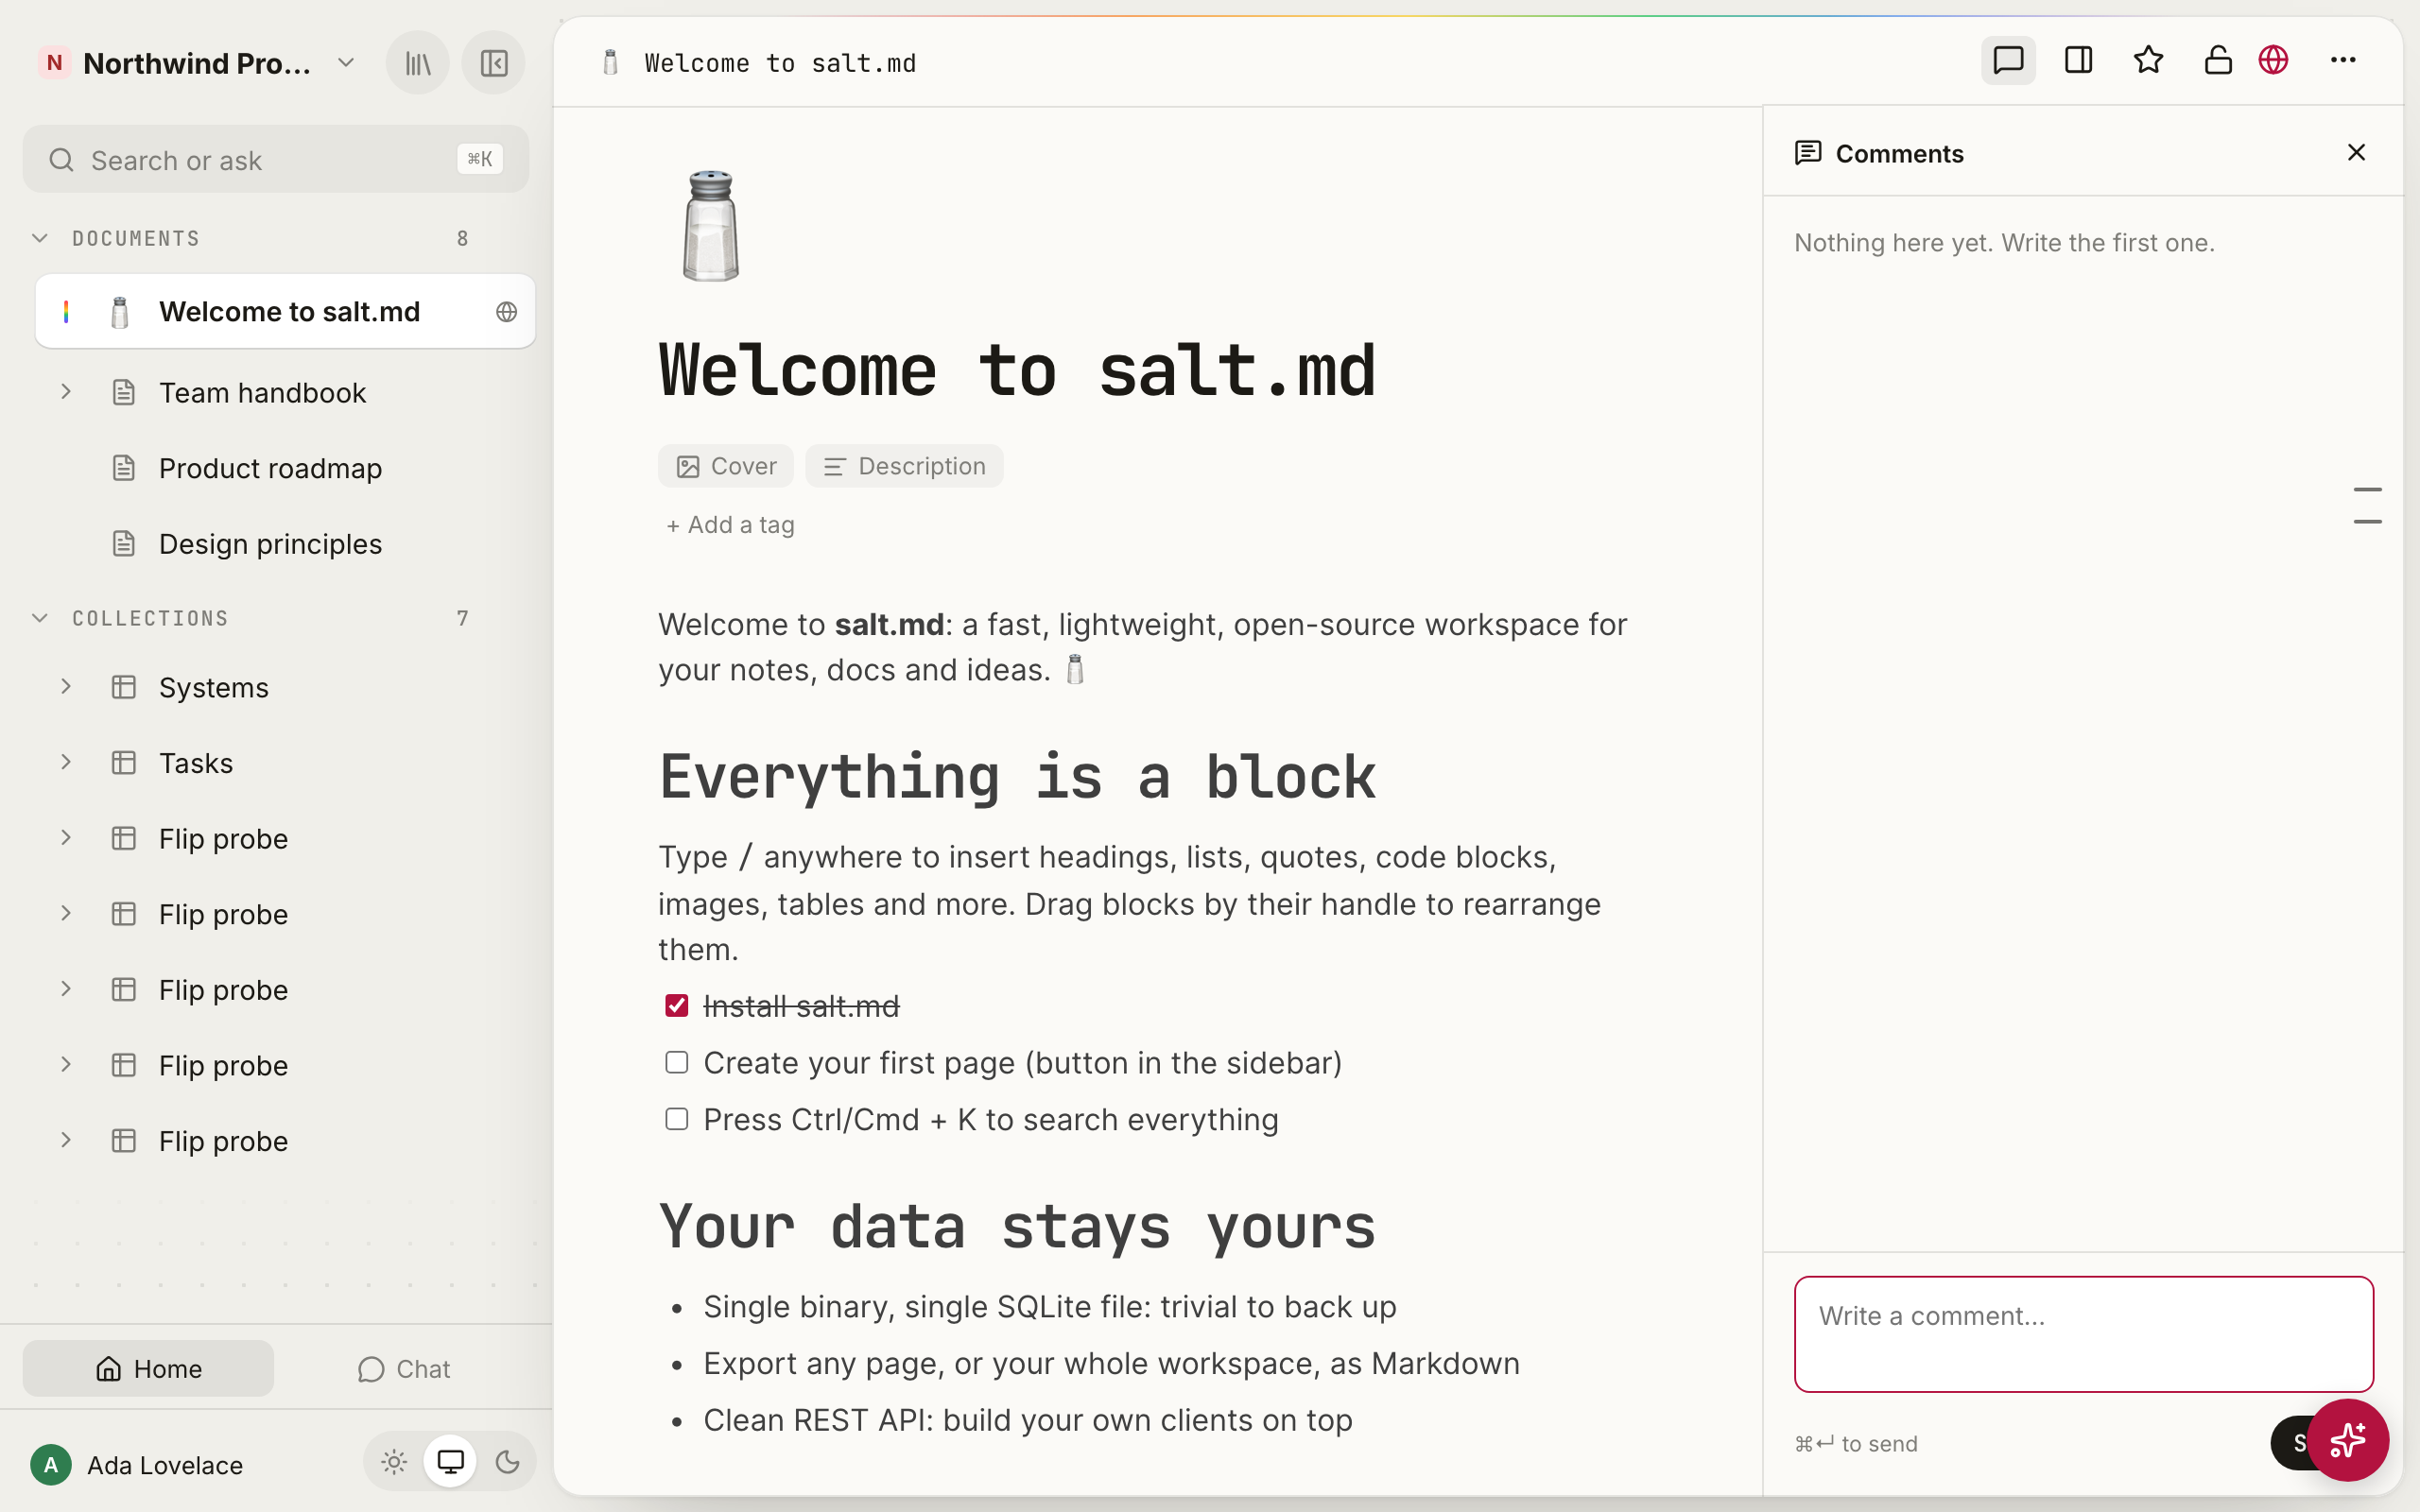 N Northwind Pro...
Search or ask ⌘K
DOCUMENTS 8
Welcome to salt.md
Team handbook
Product roadmap
Design principles
COLLECTIONS 7
Systems
Tasks
Flip probe
Flip probe
Flip probe
Flip probe
Flip probe
Home Chat
A Ada Lovelace
Welcome to salt.md
Welcome to salt.md
Cover Description
+ Add a tag
Welcome to salt.md: a fast, lightweight, open-source workspace for
your notes, docs and ideas.
Everything is a block
Type / anywhere to insert headings, lists, quotes, code blocks,
images, tables and more. Drag blocks by their handle to rearrange
them.
Install salt.md
Create your first page (button in the sidebar)
Press Ctrl/Cmd + K to search everything
Your data stays yours
• Single binary, single SQLite file: trivial to back up
• Export any page, or your whole workspace, as Markdown
• Clean REST API: build your own clients on top
Comments
Nothing here yet. Write the first one.
Write a comment...
⌘↵ to send